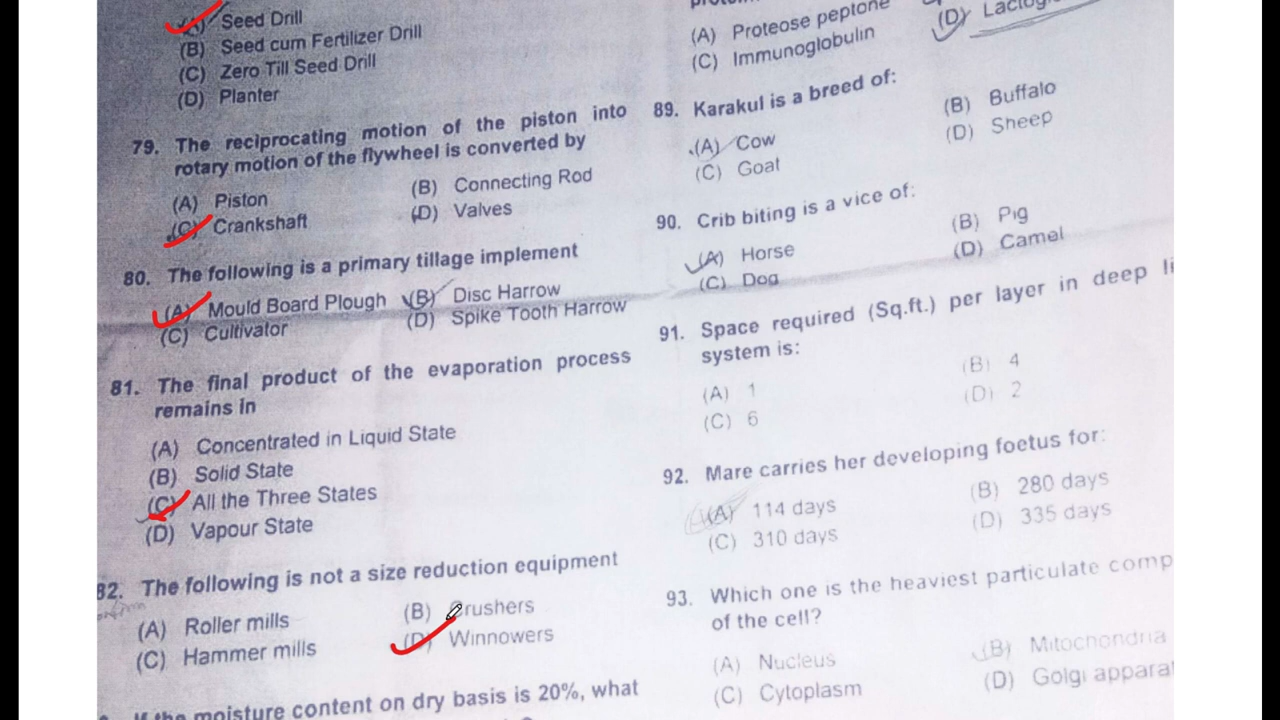 (A) Seed Drill
(B) Seed cum Fertilizer Drill
(C) Zero Till Seed Drill
(D) Planter
79. The reciprocating motion of the piston into
rotary motion of the flywheel is converted by
(A) Piston (B) Connecting Rod
(C) Crankshaft (D) Valves
80. The following is a primary tillage implement
(A) Mould Board Plough (B) Disc Harrow
(C) Cultivator (D) Spike Tooth Harrow
81. The final product of the evaporation process
remains in
(A) Concentrated in Liquid State
(B) Solid State
(C) All the Three States
(D) Vapour State
82. The following is not a size reduction equipment
(A) Roller mills (B) Crushers
(C) Hammer mills (D) Winnowers
If the moisture content on dry basis is 20%, what
(A) Proteose peptone
(C) Immunoglobulin (D)
89. Karakul is a breed of:
(A) Cow (B) Buffalo
(C) Goat (D) Sheep
90. Crib biting is a vice of:
(A) Horse (B) Pig
(C) Dog (D) Camel
91. Space required (Sq.ft.) per layer in deep li
system is:
(A) 1 (B) 4
(C) 6 (D) 2
92. Mare carries her developing foetus for:
(A) 114 days (B) 280 days
(C) 310 days (D) 335 days
93. Which one is the heaviest particulate comp
of the cell?
(A) Nucleus (B) Mitochondria
(C) Cytoplasm (D) Golgi appara